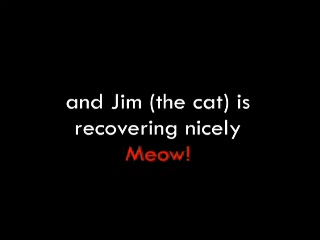 and Jim (the cat) is
recovering nicely
Meow!